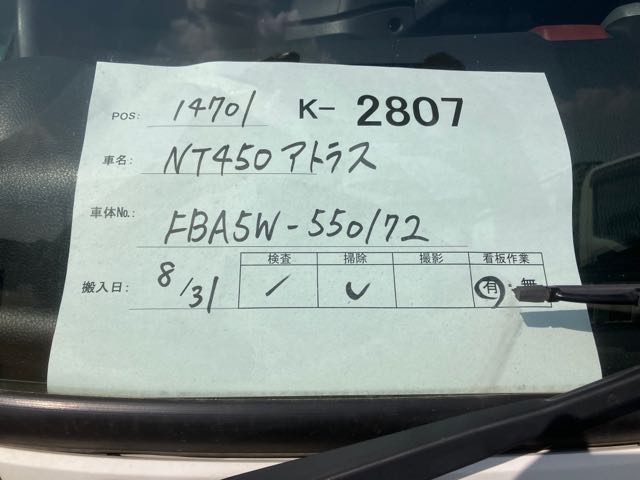 POS: 14701 K-2807
車名: NT450アトラス
車体No.: FBA5W-550172
搬入日: 8/31
検査 掃除 撮影 看板作業
有・無